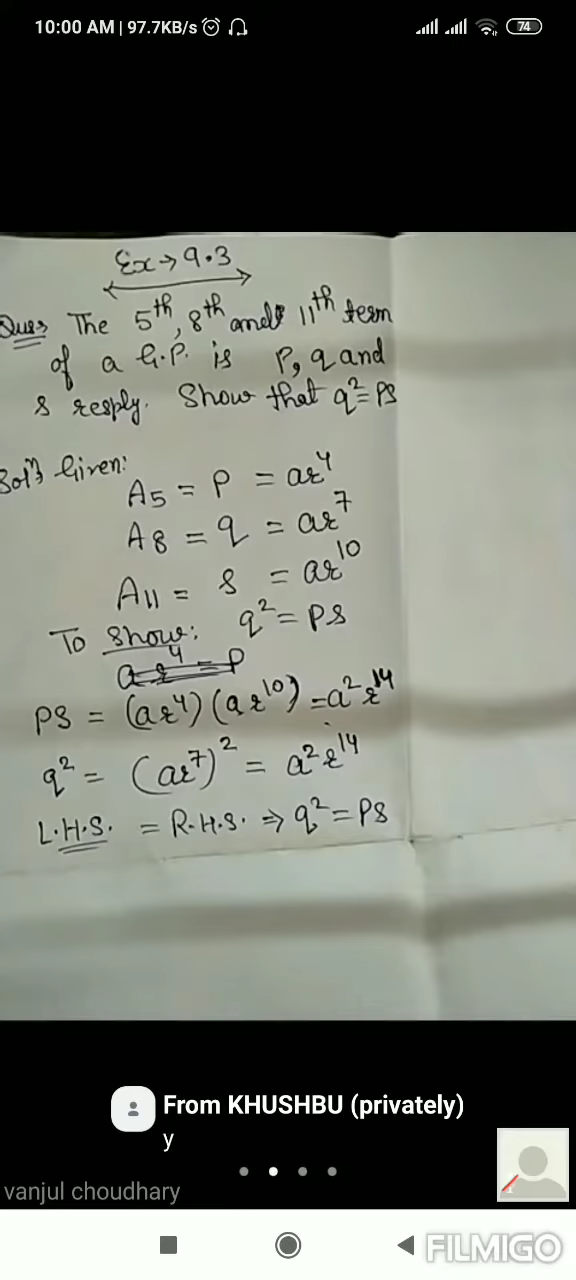 10:00 AM | 97.7KB/s
74
Ex → 9.3
Ques The 5th, 8th and 11th term
of a G.P. is P, q and
s resply. Show that q² = PS
Sol'n Given:
A5 = P = ar⁴
A8 = q = ar⁷
A11 = s = ar¹⁰
To Show: q² = PS
ar⁴ = P
PS = (ar⁴)(ar¹⁰) = a²r¹⁴
q² = (ar⁷)² = a²r¹⁴
L.H.S. = R.H.S. ⇒ q² = PS
From KHUSHBU (privately)
y
vanjul choudhary
FILMIGO